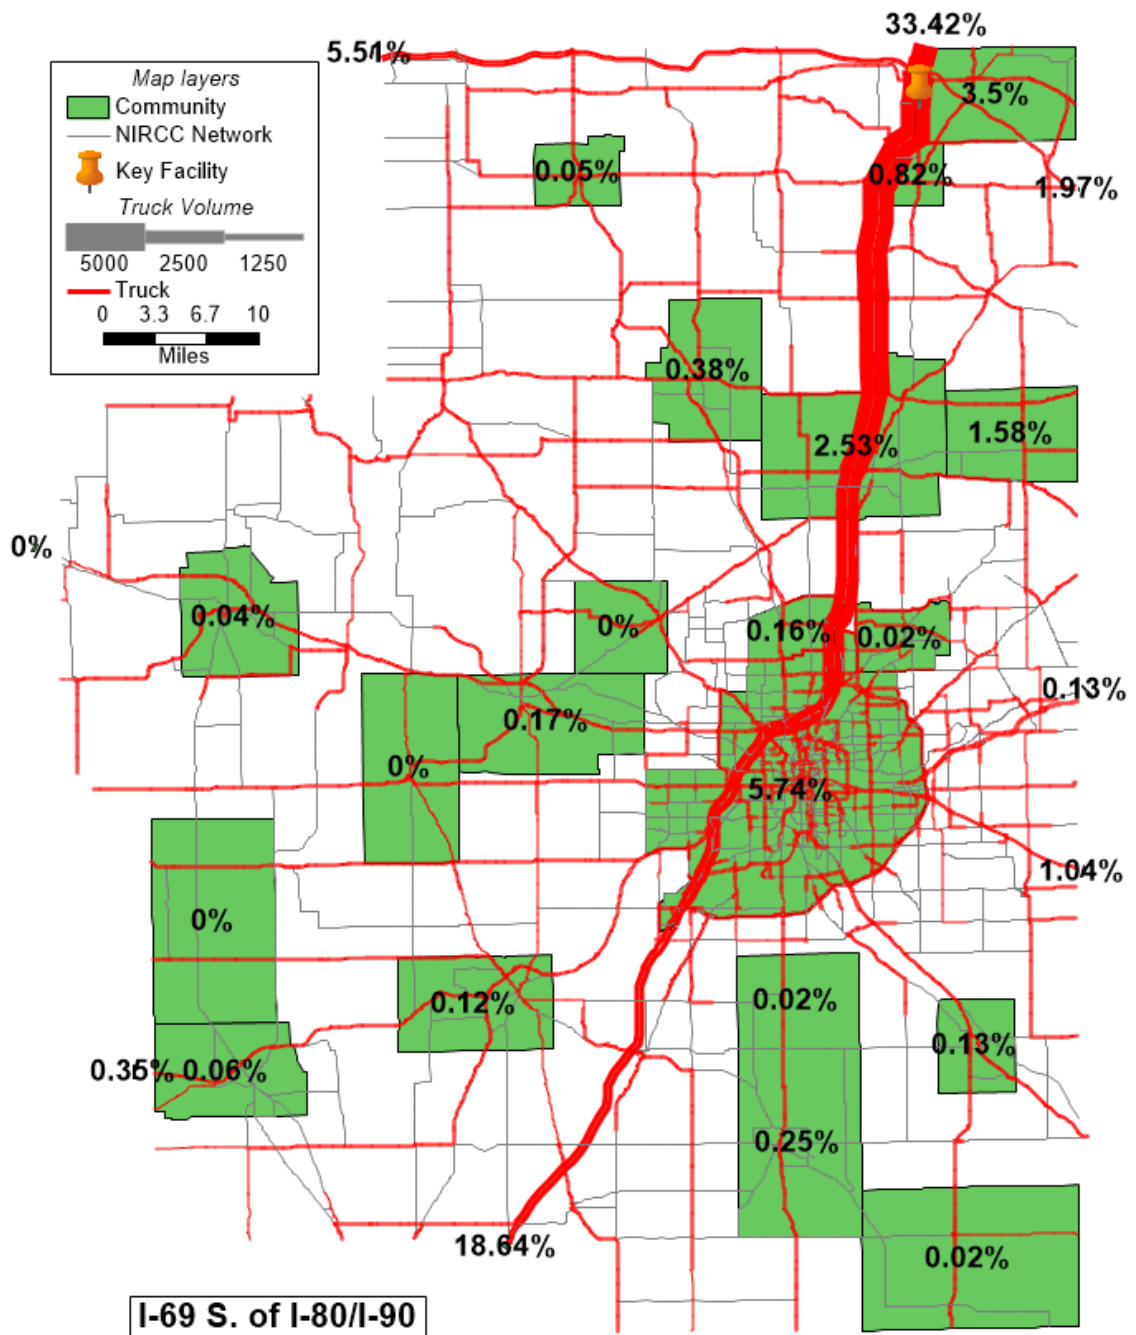 33.42%
5.51%
Map layers
Community
NIRCC Network
Key Facility
Truck Volume
5000 2500 1250
Truck
0 3.3 6.7 10
Miles
3.5%
0.05%
0.82%
1.97%
0.38%
2.53%
1.58%
0%
0.04%
0%
0.16%
0.02%
0.13%
0.17%
0%
5.74%
1.04%
0%
0.12%
0.02%
0.13%
0.35%
0.06%
0.25%
18.64%
0.02%
I-69 S. of I-80/I-90